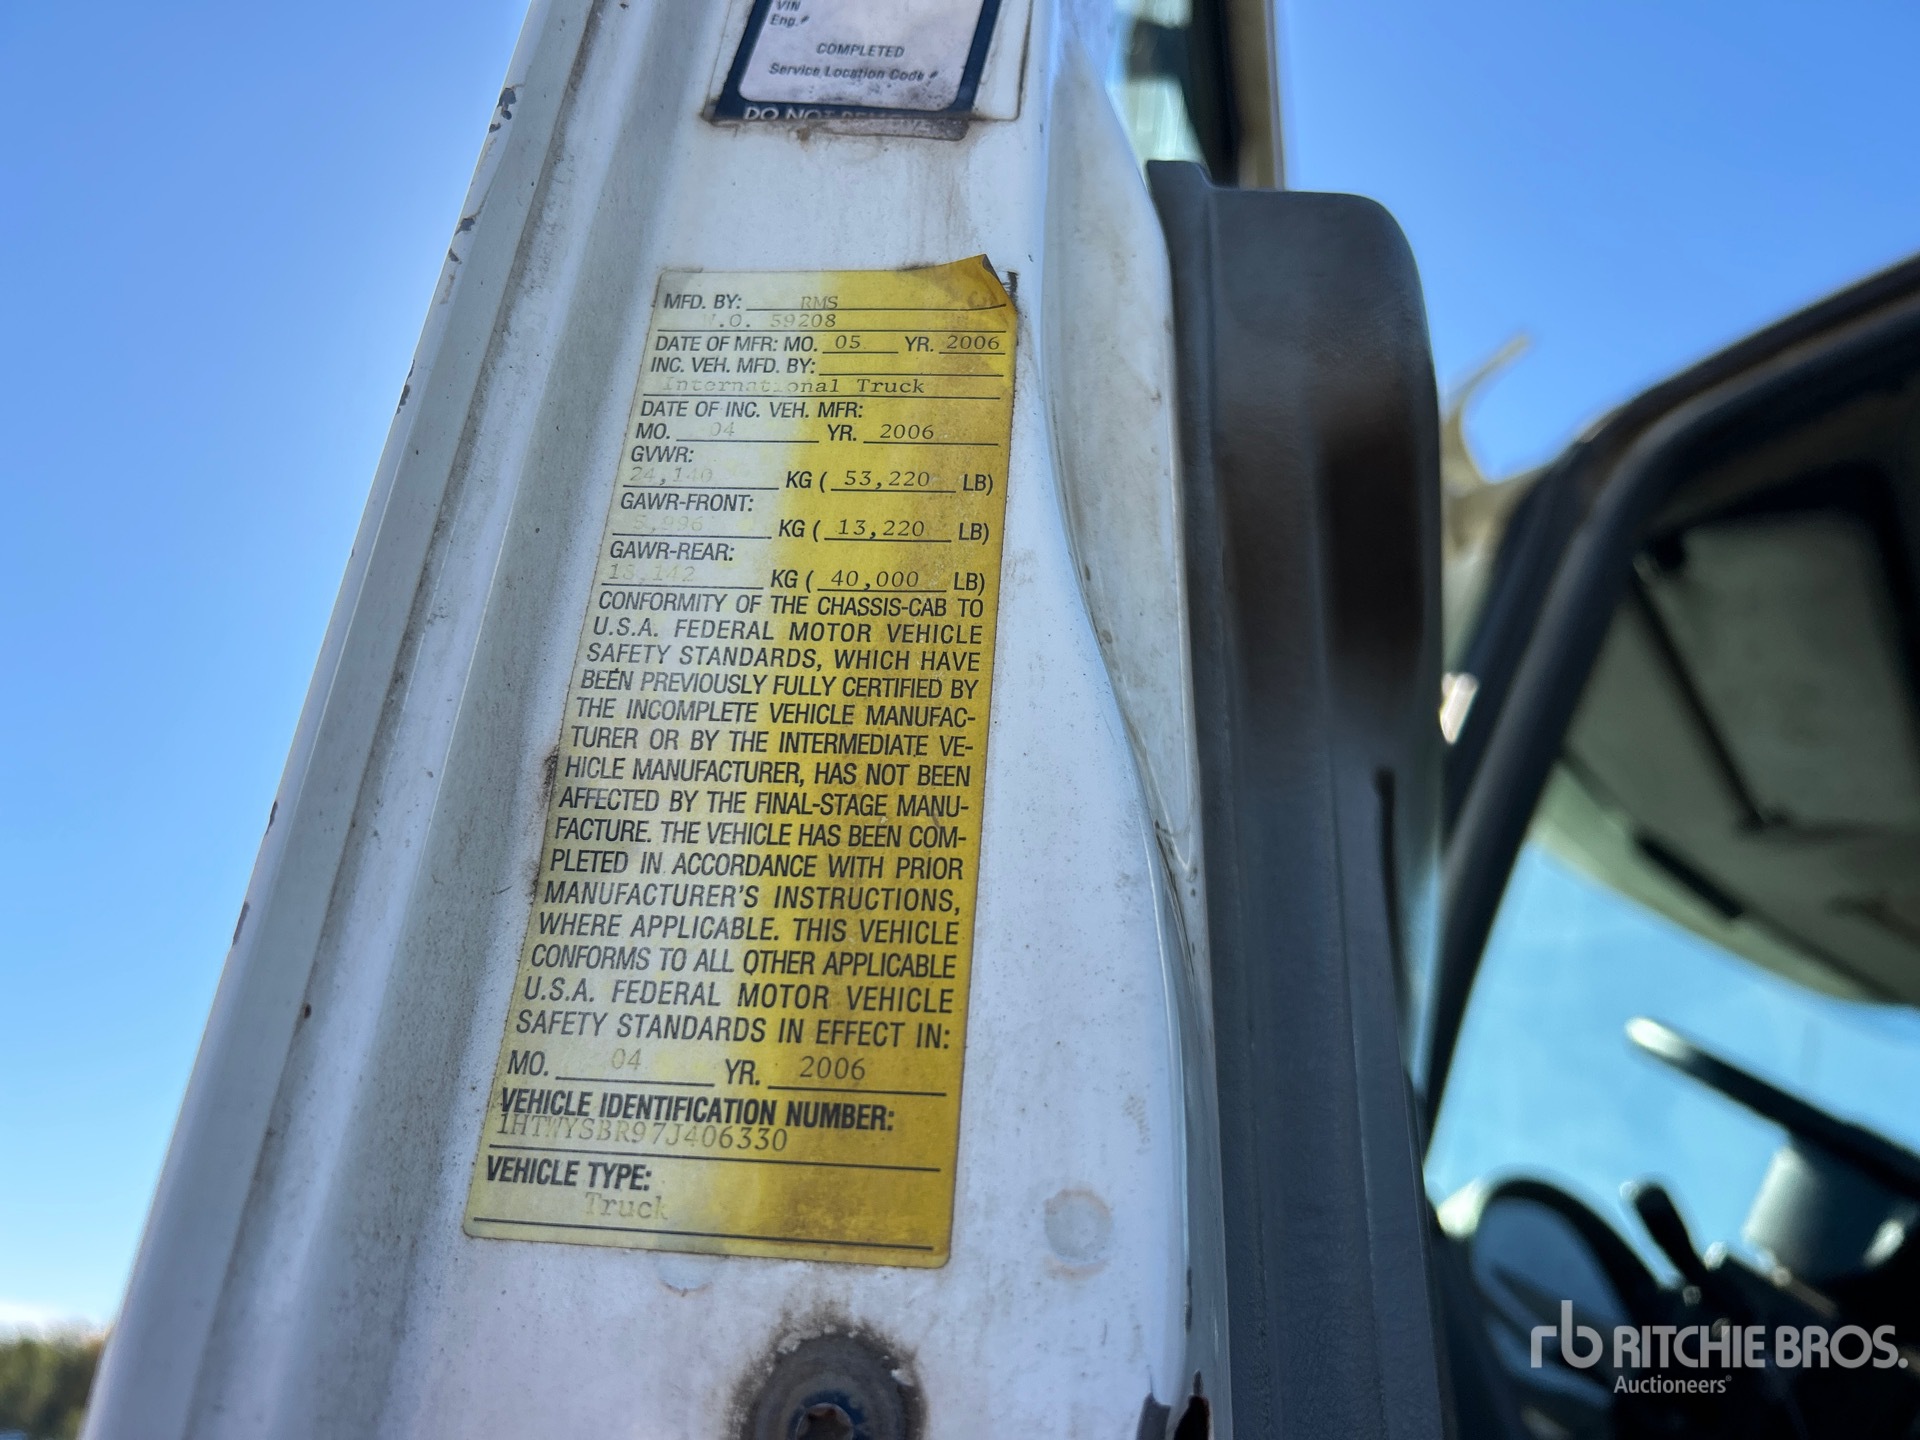 VIN
Eng.#
COMPLETED
Service/Location Code #
DO NOT REMOVE
MFD. BY: RMS
W.O. 59208
DATE OF MFR: MO. 05 YR. 2006
INC. VEH. MFD. BY:
International Truck
DATE OF INC. VEH. MFR:
MO. 04 YR. 2006
GVWR:
24,140 KG ( 53,220 LB)
GAWR-FRONT:
5,996 KG ( 13,220 LB)
GAWR-REAR:
18,142 KG ( 40,000 LB)
CONFORMITY OF THE CHASSIS-CAB TO
U.S.A. FEDERAL MOTOR VEHICLE
SAFETY STANDARDS, WHICH HAVE
BEEN PREVIOUSLY FULLY CERTIFIED BY
THE INCOMPLETE VEHICLE MANUFAC-
TURER OR BY THE INTERMEDIATE VE-
HICLE MANUFACTURER, HAS NOT BEEN
AFFECTED BY THE FINAL-STAGE MANU-
FACTURE. THE VEHICLE HAS BEEN COM-
PLETED IN ACCORDANCE WITH PRIOR
MANUFACTURER'S INSTRUCTIONS,
WHERE APPLICABLE. THIS VEHICLE
CONFORMS TO ALL OTHER APPLICABLE
U.S.A. FEDERAL MOTOR VEHICLE
SAFETY STANDARDS IN EFFECT IN:
MO. 04 YR. 2006
VEHICLE IDENTIFICATION NUMBER:
1HTWYSBR97J406330
VEHICLE TYPE:
Truck
rb RITCHIE BROS.
Auctioneers